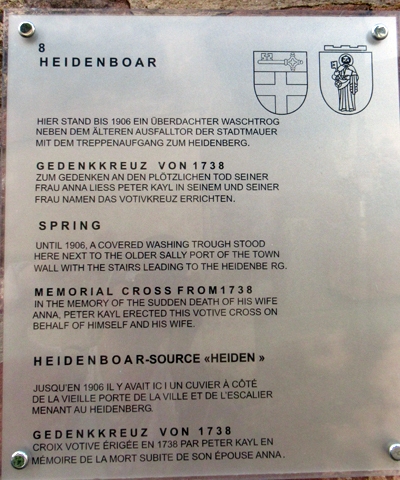 8
HEIDENBOAR
HIER STAND BIS 1906 EIN ÜBERDACHTER WASCHTROG
NEBEN DEM ÄLTEREN AUSFALLTOR DER STADTMAUER
MIT DEM TREPPENAUFGANG ZUM HEIDENBERG.
GEDENKKREUZ VON 1738
ZUM GEDENKEN AN DEN PLÖTZLICHEN TOD SEINER
FRAU ANNA LIESS PETER KAYL IN SEINEM UND SEINER
FRAU NAMEN DAS VOTIVKREUZ ERRICHTEN.
SPRING
UNTIL 1906, A COVERED WASHING TROUGH STOOD
HERE NEXT TO THE OLDER SALLY PORT OF THE TOWN
WALL WITH THE STAIRS LEADING TO THE HEIDENBE RG.
MEMORIAL CROSS FROM 1738
IN THE MEMORY OF THE SUDDEN DEATH OF HIS WIFE
ANNA, PETER KAYL ERECTED THIS VOTIVE CROSS ON
BEHALF OF HIMSELF AND HIS WIFE.
HEIDENBOAR-SOURCE «HEIDEN »
JUSQU'EN 1906 IL Y AVAIT IC I UN CUVIER À CÔTÉ
DE LA VIEILLE PORTE DE LA VILLE ET DE L'ESCALIER
MENANT AU HEIDENBERG.
GEDENKKREUZ VON 1738
CROIX VOTIVE ÉRIGÉE EN 1738 PAR PETER KAYL EN
MÉMOIRE DE LA MORT SUBITE DE SON ÉPOUSE ANNA.